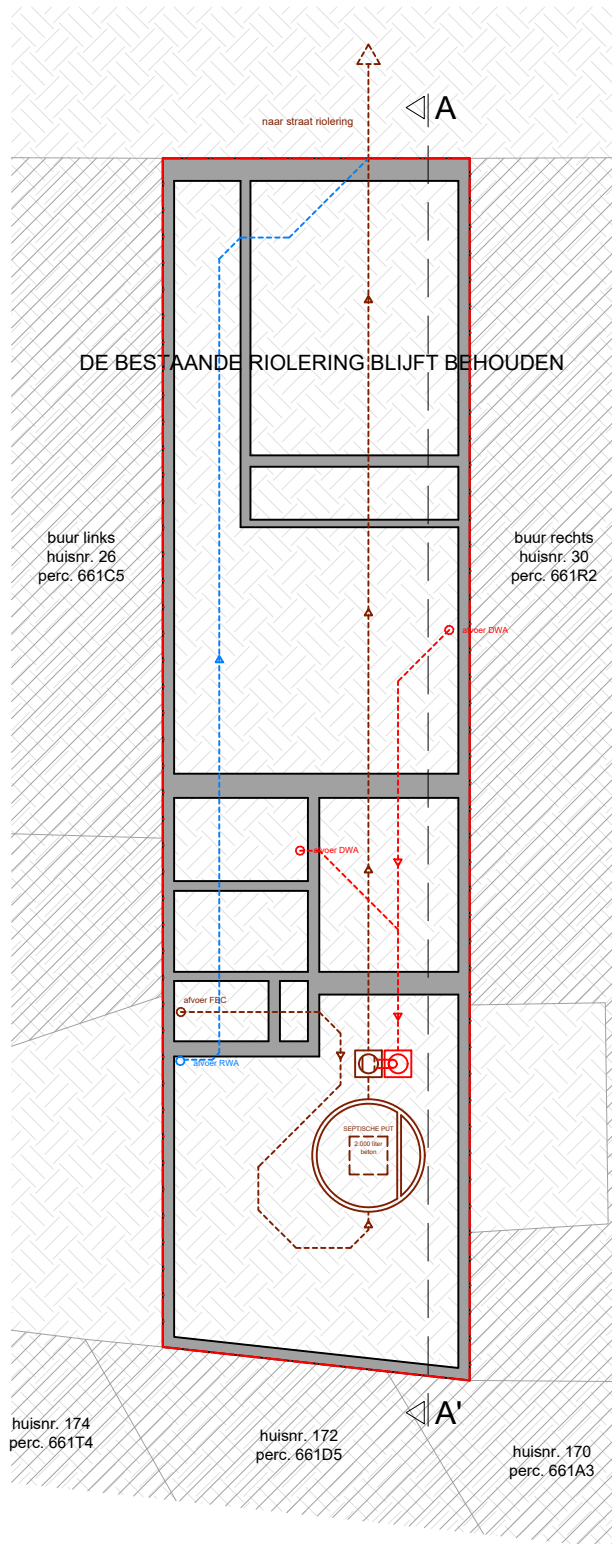 A
naar straat riolering
DE BESTAANDE RIOLERING BLIJFT BEHOUDEN
buur links
huisnr. 26
perc. 661C5
buur rechts
huisnr. 30
perc. 661R2
afvoer DWA
afvoer DWA
afvoer FEC
afvoer RWA
SEPTISCHE PUT
2.000 liter
beton
A'
huisnr. 174
perc. 661T4
huisnr. 172
perc. 661D5
huisnr. 170
perc. 661A3